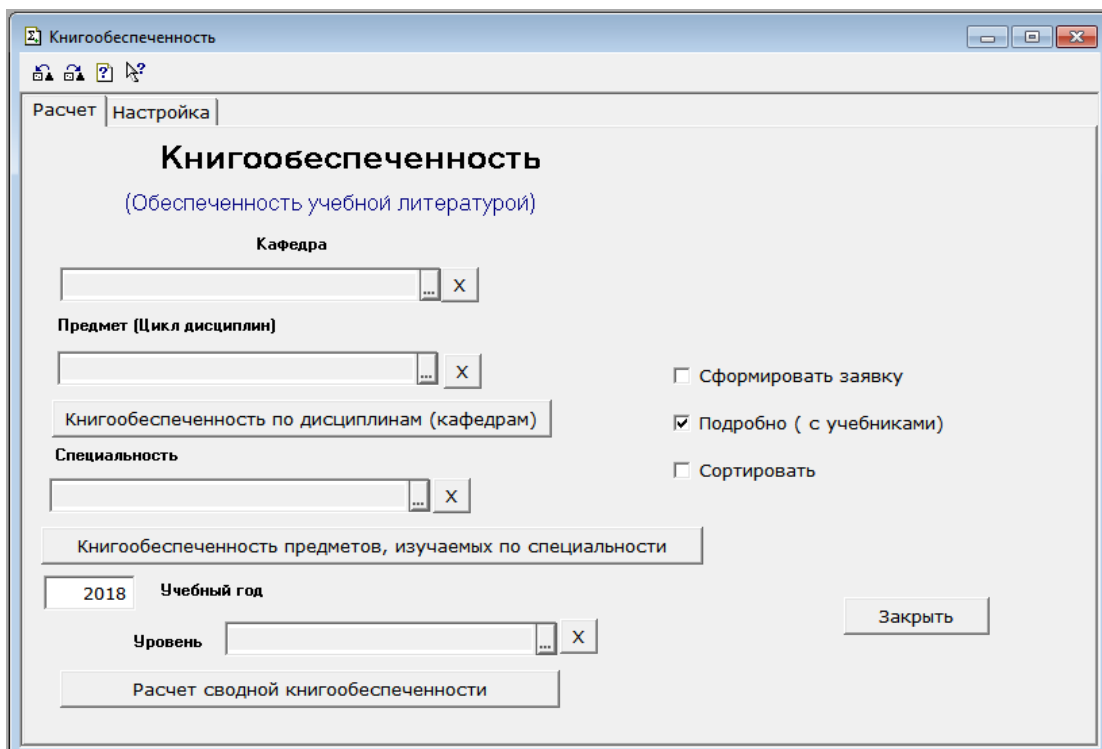 Книгообеспеченность
Расчет Настройка
Книгообеспеченность
(Обеспеченность учебной литературой)
Кафедра
... X
Предмет (Цикл дисциплин)
... X
Сформировать заявку
Книгообеспеченность по дисциплинам (кафедрам)
Подробно ( с учебниками)
Специальность
Сортировать
... X
Книгообеспеченность предметов, изучаемых по специальности
2018 Учебный год
Закрыть
Уровень ... X
Расчет сводной книгообеспеченности